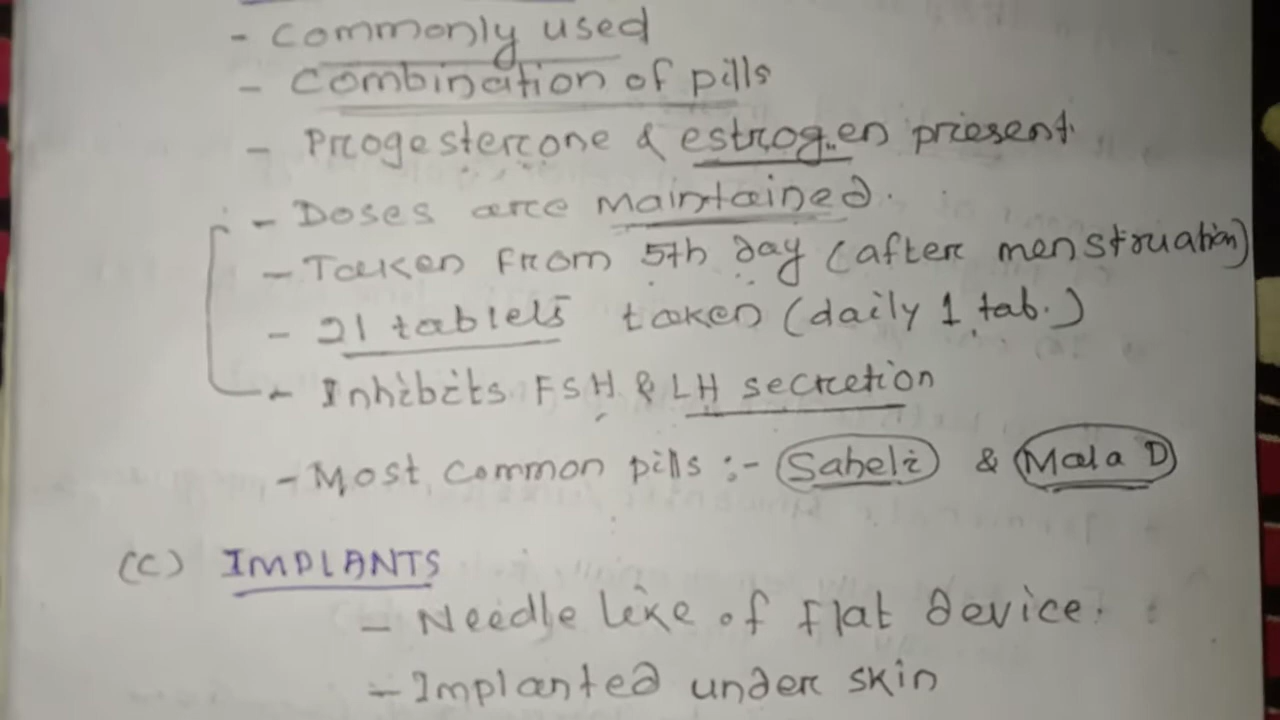 - Commonly used
- Combination of pills
- Progesterone & estrogen present.
- Doses are maintained.
- Taken from 5th day (after menstruation)
- 21 tablets taken (daily 1 tab.)
- Inhibits FSH & LH secretion
- Most common pills :- Saheli & Mala D
(C) IMPLANTS
- Needle like of flat device.
- Implanted under skin